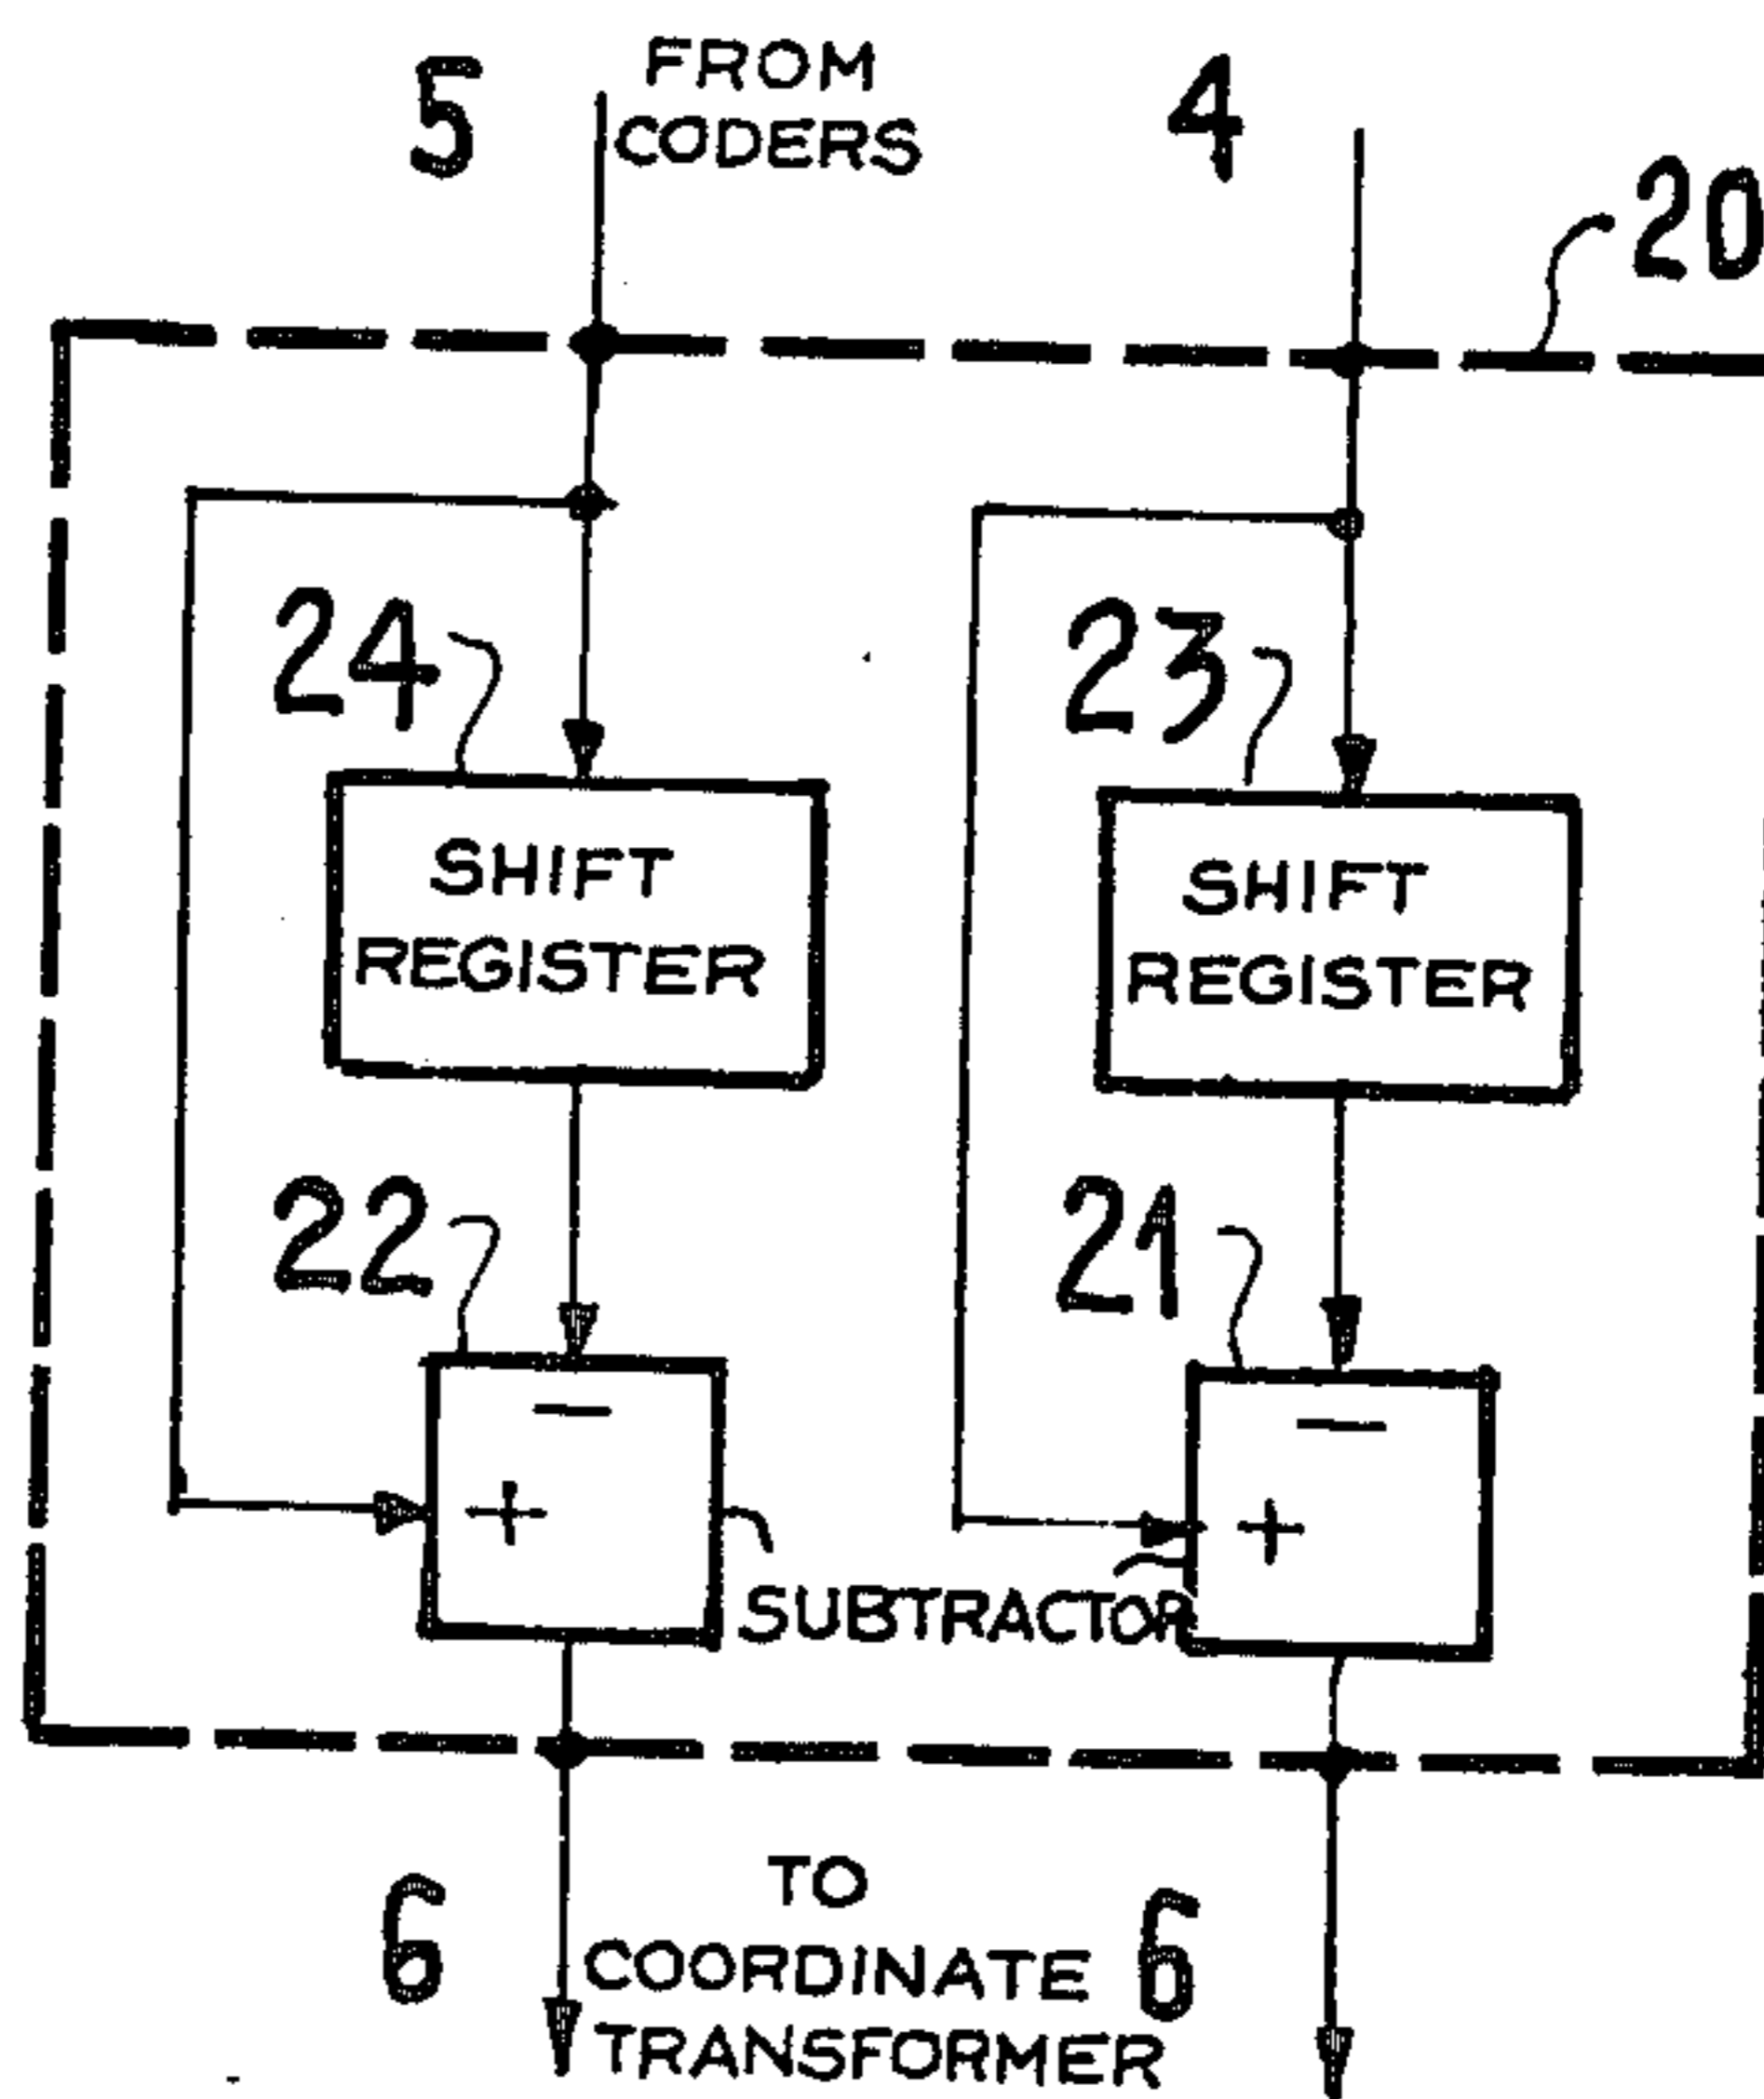 5 FROM CODERS 4
20
24 23
SHIFT REGISTER
SHIFT REGISTER
22 21
−
+
−
+
SUBTRACTOR
6 TO COORDINATE TRANSFORMER 6